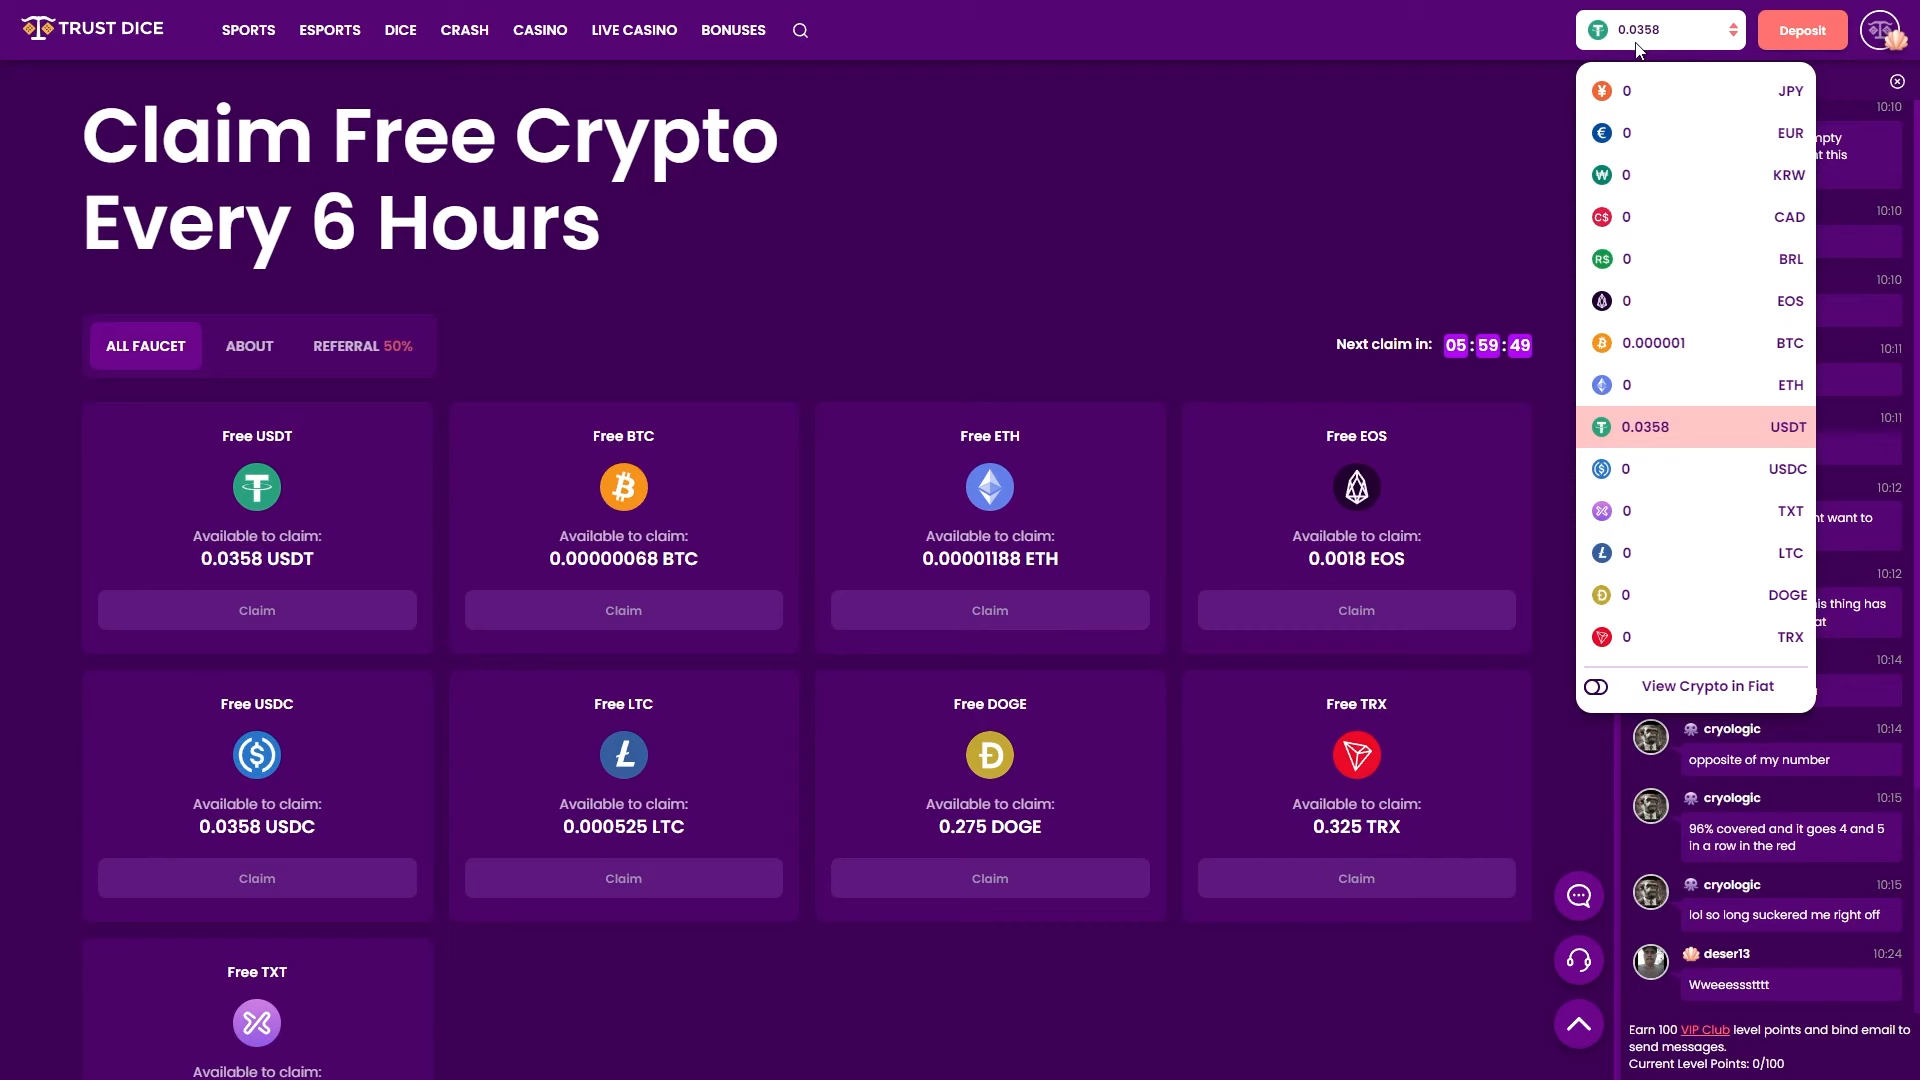 TRUST DICE
SPORTS
ESPORTS
DICE
CRASH
CASINO
LIVE CASINO
BONUSES
0.0358
Deposit
Claim Free Crypto
Every 6 Hours
ALL FAUCET
ABOUT
REFERRAL 50%
Next claim in: 05 : 59 : 49
Free USDT
Available to claim:
0.0358 USDT
Claim
Free BTC
Available to claim:
0.00000068 BTC
Claim
Free ETH
Available to claim:
0.00001188 ETH
Claim
Free EOS
Available to claim:
0.0018 EOS
Claim
Free USDC
Available to claim:
0.0358 USDC
Claim
Free LTC
Available to claim:
0.000525 LTC
Claim
Free DOGE
Available to claim:
0.275 DOGE
Claim
Free TRX
Available to claim:
0.325 TRX
Claim
Free TXT
Available to claim:
0 JPY
0 EUR
0 KRW
C$ 0 CAD
R$ 0 BRL
0 EOS
0.000001 BTC
0 ETH
0.0358 USDT
0 USDC
0 TXT
0 LTC
0 DOGE
0 TRX
View Crypto in Fiat
10:10
this
10:10
10:10
10:11
10:11
10:12
want to
10:12
thing has
10:14
cryologic 10:14
opposite of my number
cryologic 10:15
96% covered and it goes 4 and 5
in a row in the red
cryologic 10:15
lol so long suckered me right off
deser13 10:24
Wweeesssttt
Earn 100 VIP Club level points and bind email to
send messages.
Current Level Points: 0/100